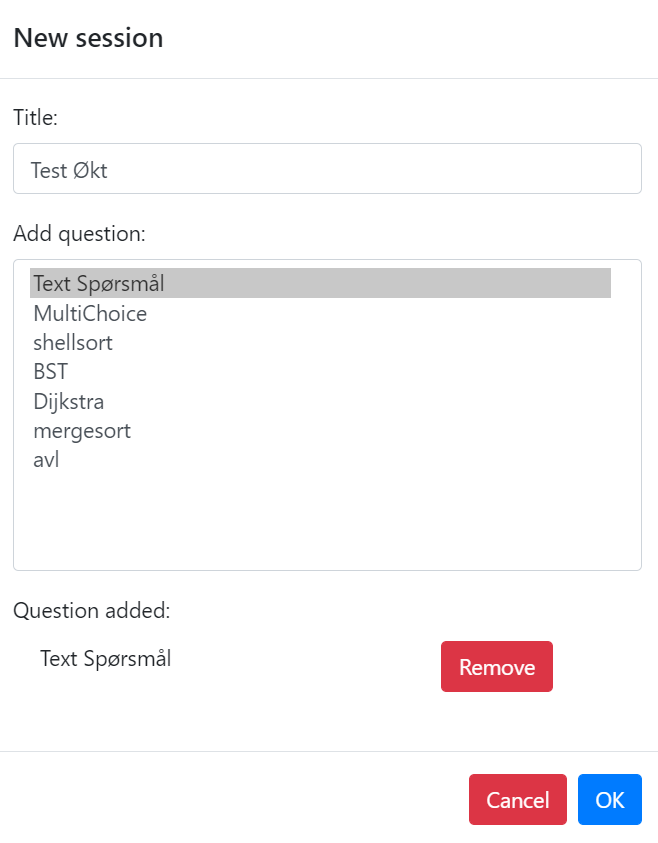 New session
Title:
Test Økt
Add question:
Text Spørsmål
MultiChoice
shellsort
BST
Dijkstra
mergesort
avl
Question added:
Text Spørsmål Remove
Cancel OK